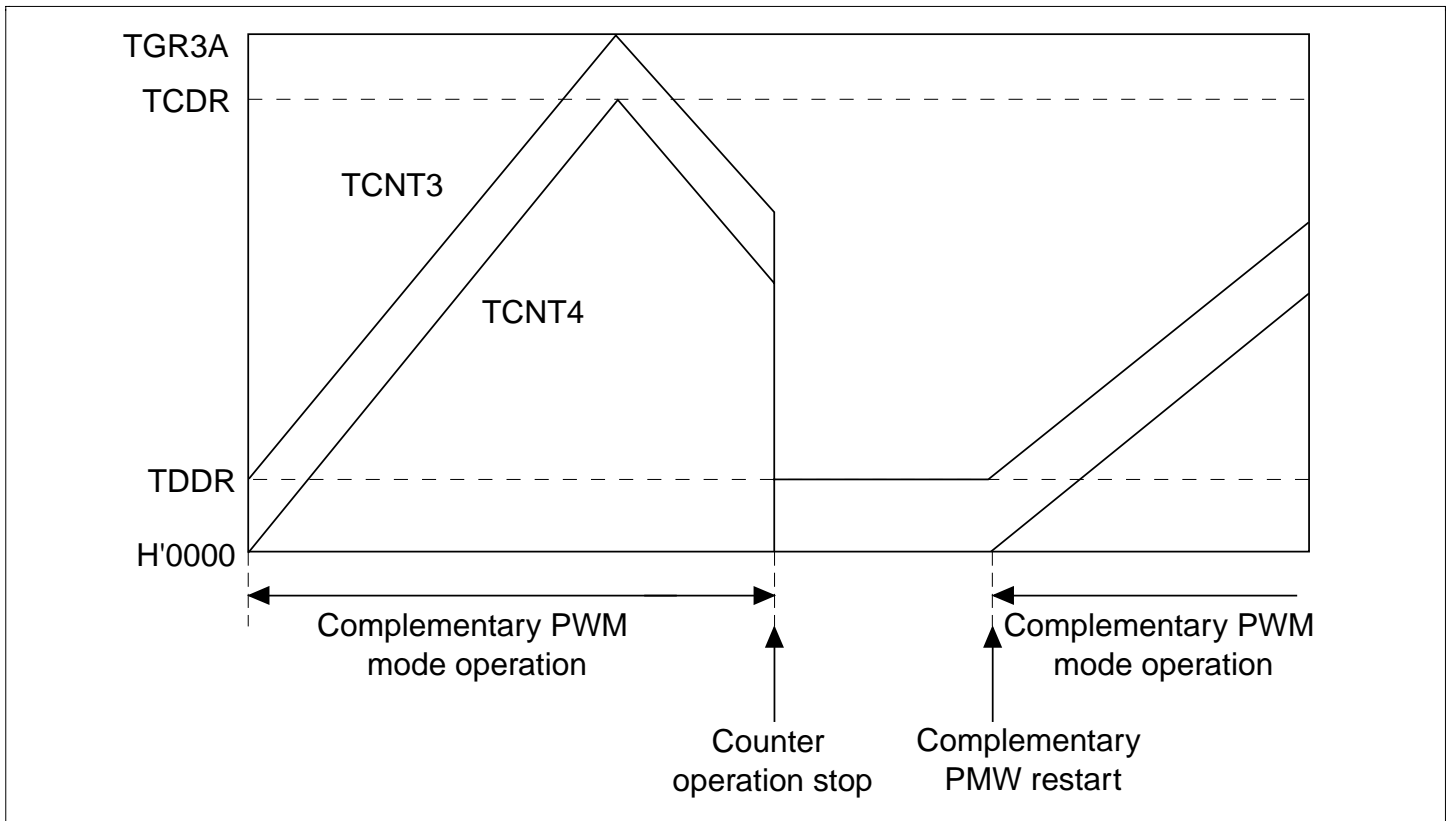 TGR3A
TCDR
TCNT3
TCNT4
TDDR
H'0000
Complementary PWM
mode operation
Complementary PWM
mode operation
Counter
operation stop
Complementary
PMW restart